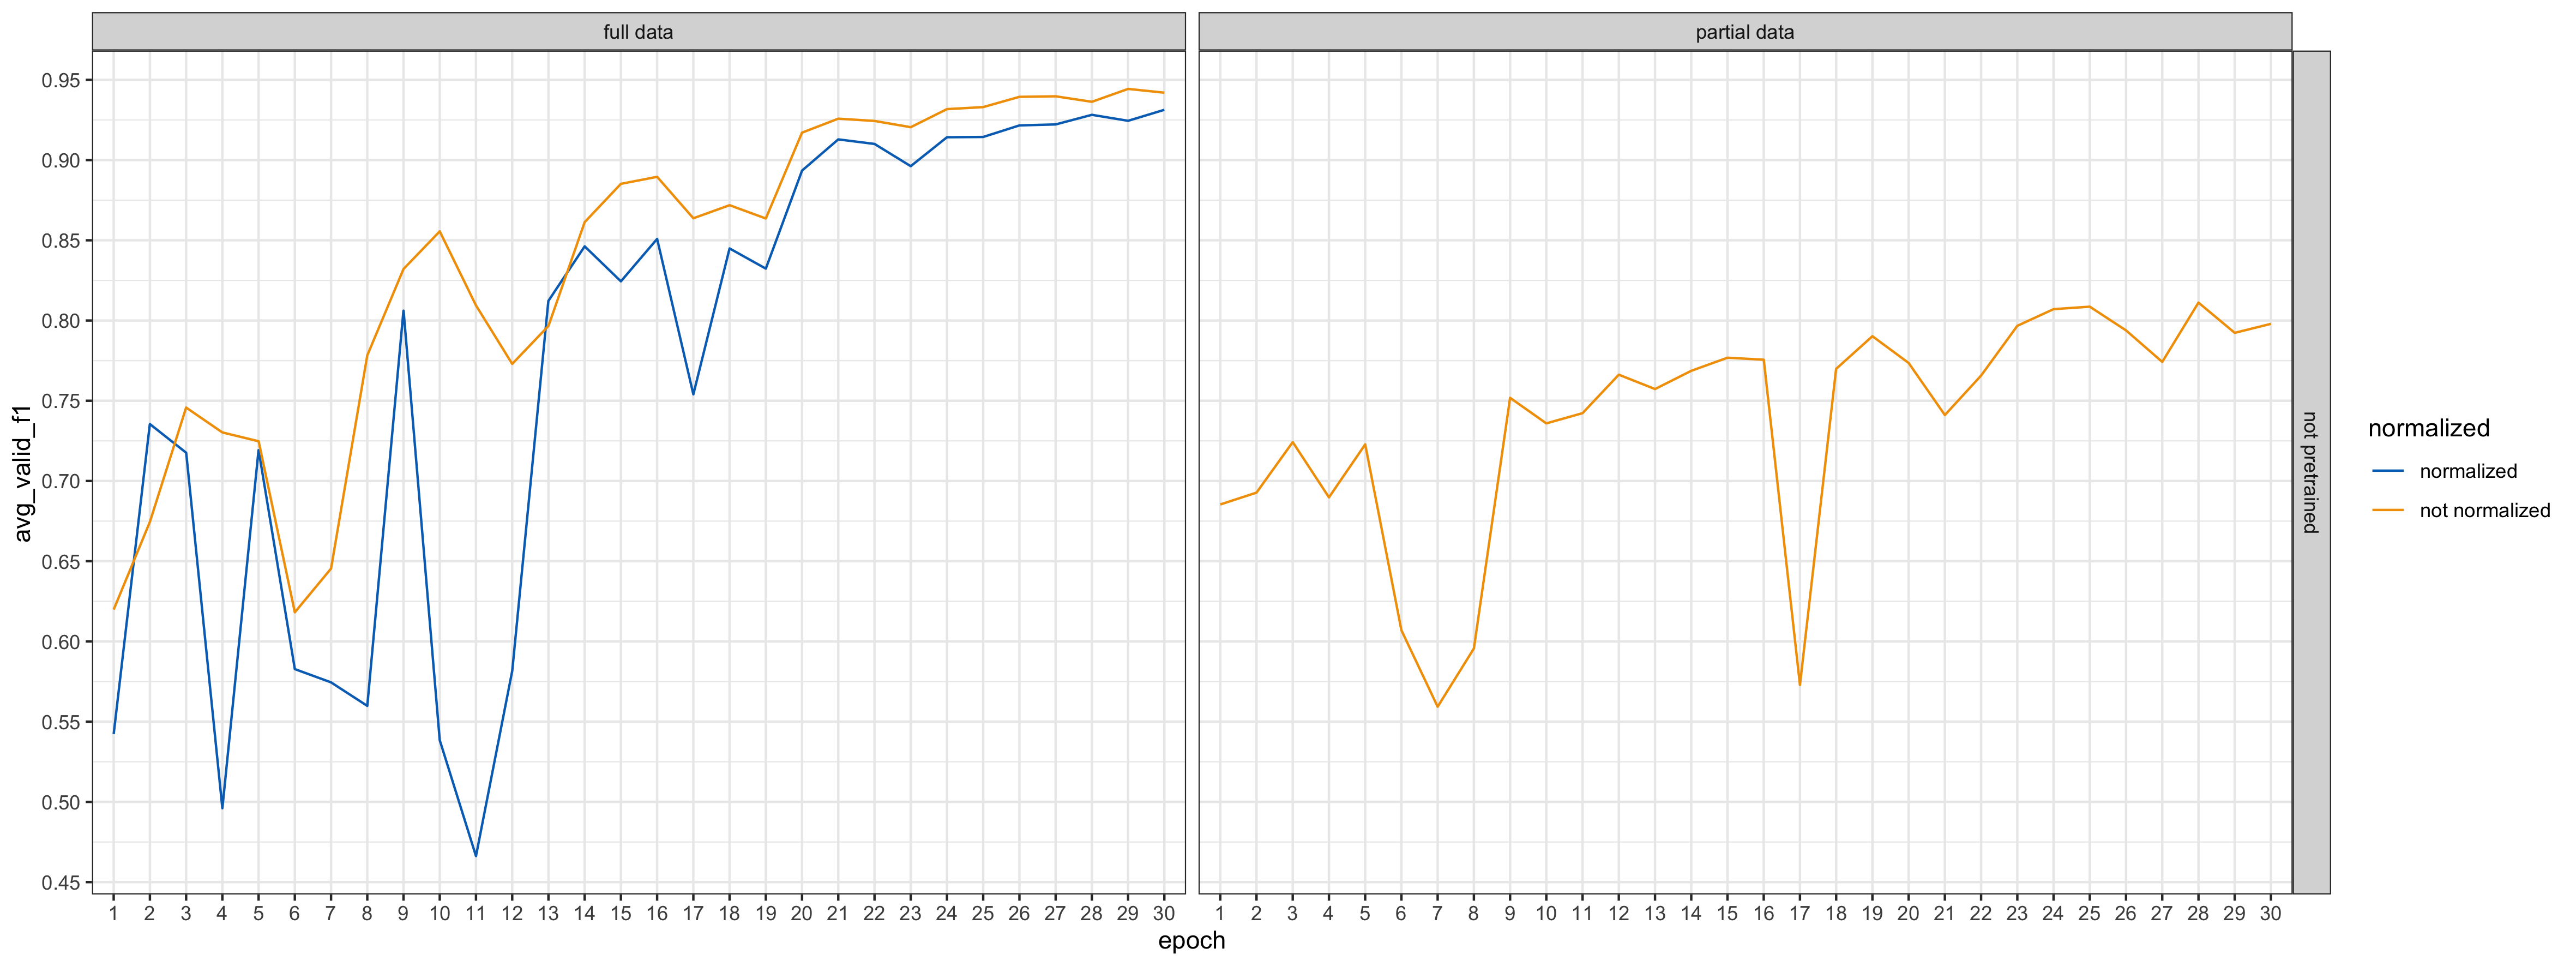 full data
partial data
avg_valid_f1
0.95
0.90
0.85
0.80
0.75
0.70
0.65
0.60
0.55
0.50
0.45
not pretrained
normalized
normalized
not normalized
1 2 3 4 5 6 7 8 9 10 11 12 13 14 15 16 17 18 19 20 21 22 23 24 25 26 27 28 29 30
1 2 3 4 5 6 7 8 9 10 11 12 13 14 15 16 17 18 19 20 21 22 23 24 25 26 27 28 29 30
epoch